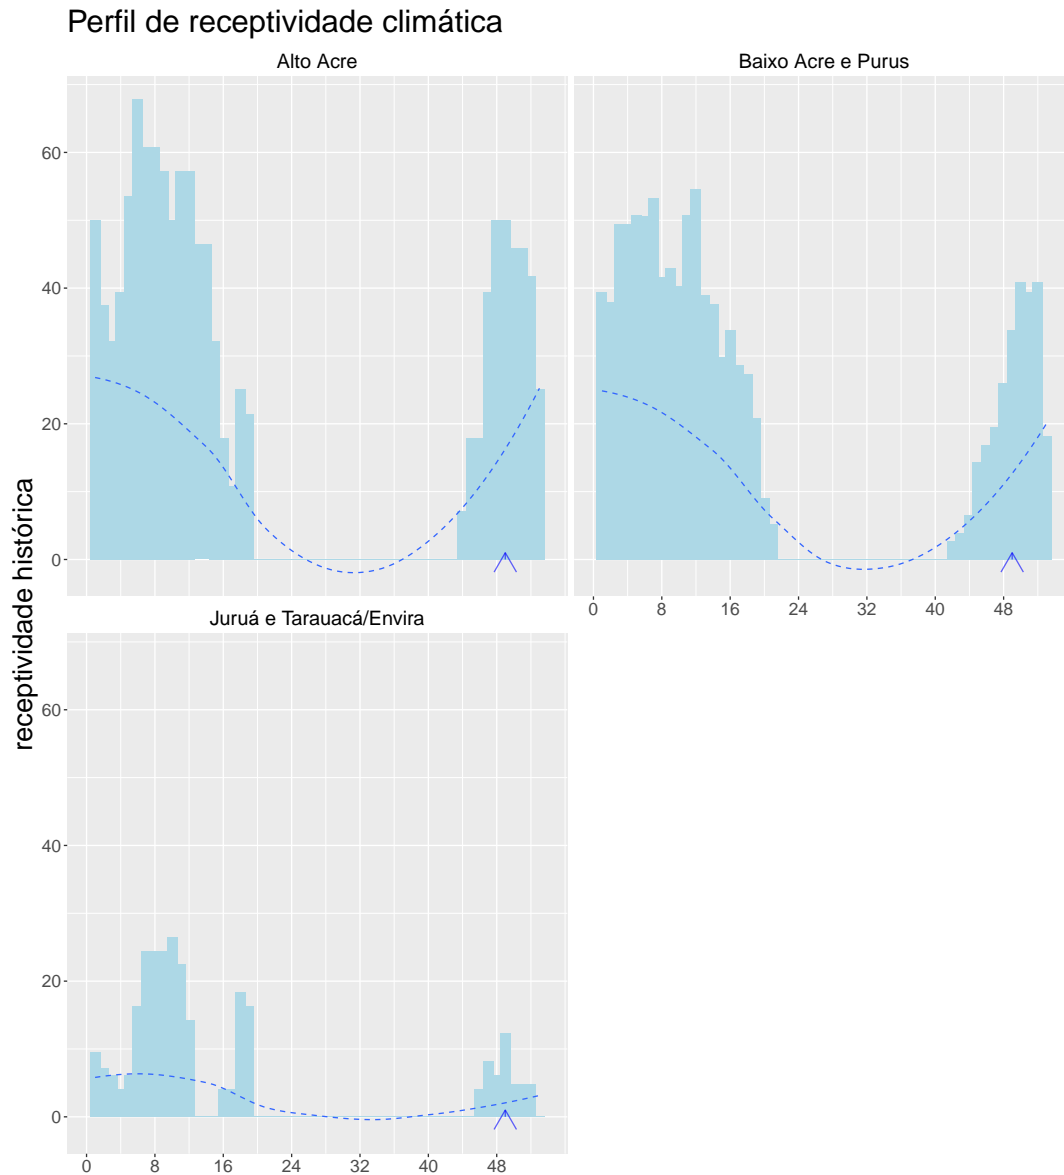 Perfil de receptividade climática
Alto Acre
Baixo Acre e Purus
60
40
20
0
0 8 16 24 32 40 48
receptividade histórica
Juruá e Tarauacá/Envira
60
40
20
0
0 8 16 24 32 40 48